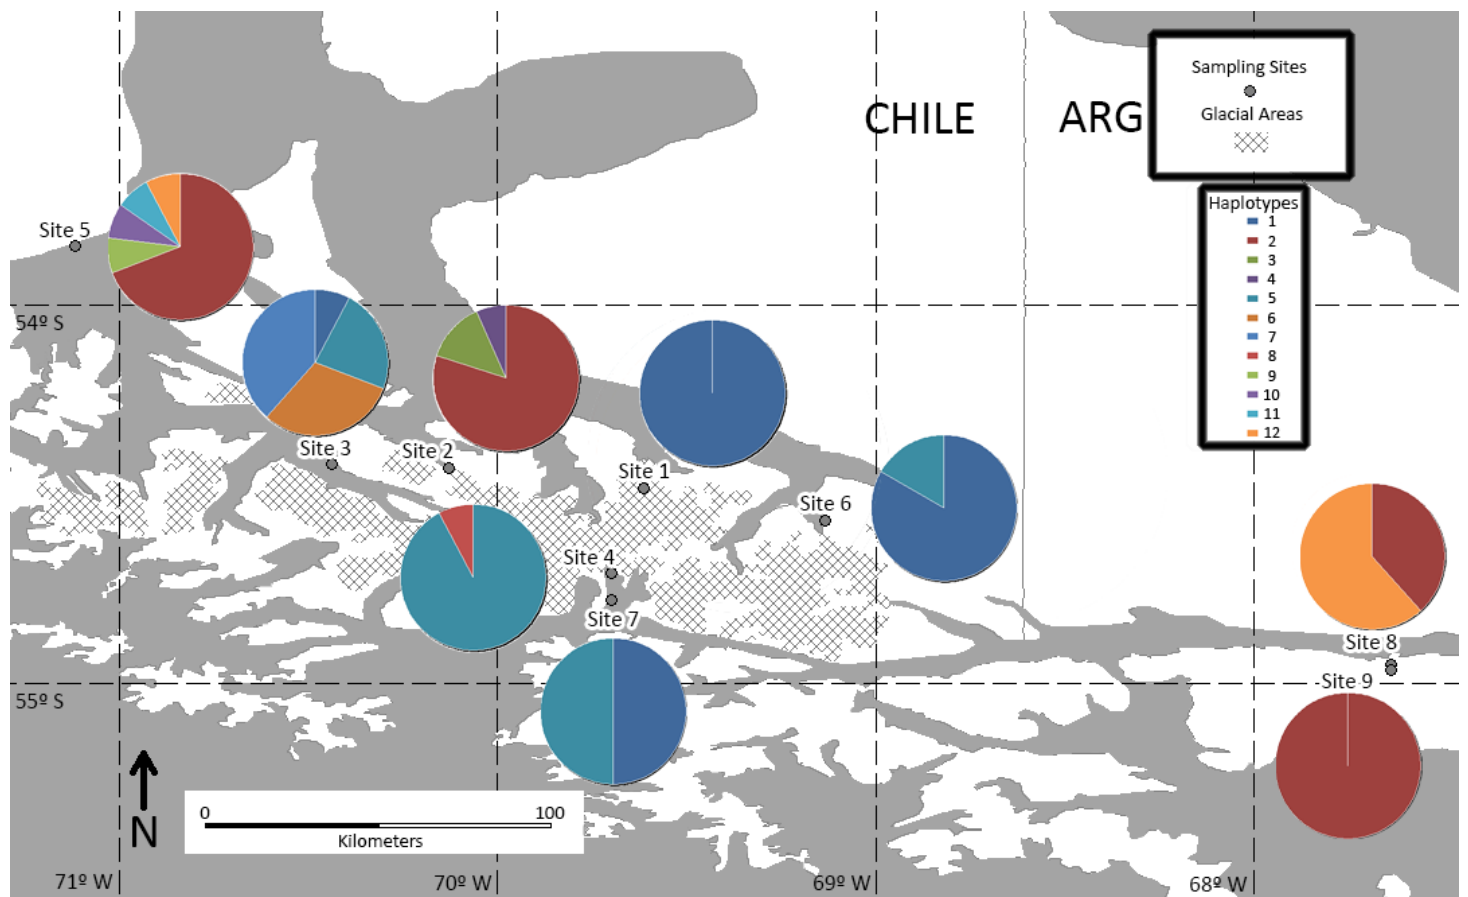 CHILE
ARG
Sampling Sites
Glacial Areas
Haplotypes
1
2
3
4
5
6
7
8
9
10
11
12
Site 5
54º S
Site 3
Site 2
Site 1
Site 6
Site 4
Site 7
Site 8
Site 9
55º S
N
0
100
Kilometers
71º W
70º W
69º W
68º W